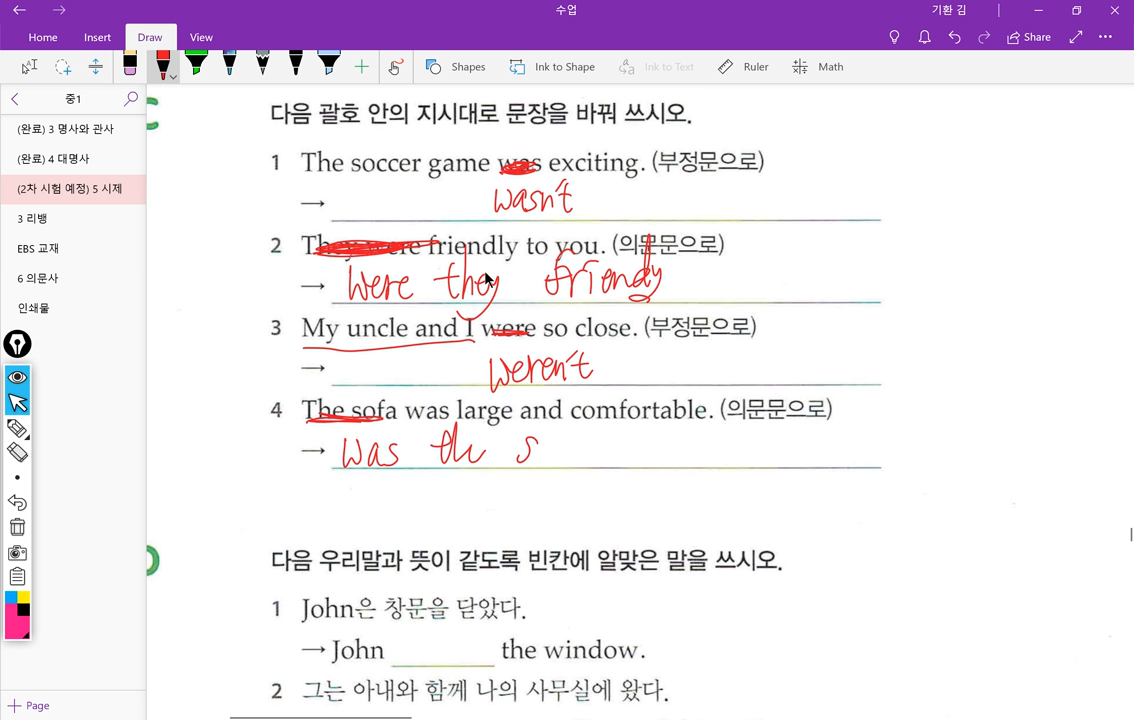 수업
기환 김
Home Insert Draw View
Share
Shapes Ink to Shape Ink to Text Ruler Math
중1
(완료) 3 명사와 관사
(완료) 4 대명사
(2차 시험 예정) 5 시제
3 리뱅
EBS 교재
6 의문사
인쇄물
Page
다음 괄호 안의 지시대로 문장을 바꿔 쓰시오.
1 The soccer game was exciting. (부정문으로)
→ wasn't
2 They were friendly to you. (의문문으로)
→ Were they friendly
3 My uncle and I were so close. (부정문으로)
→ weren't
4 The sofa was large and comfortable. (의문문으로)
→ was the s
다음 우리말과 뜻이 같도록 빈칸에 알맞은 말을 쓰시오.
1 John은 창문을 닫았다.
→ John the window.
2 그는 아내와 함께 나의 사무실에 왔다.